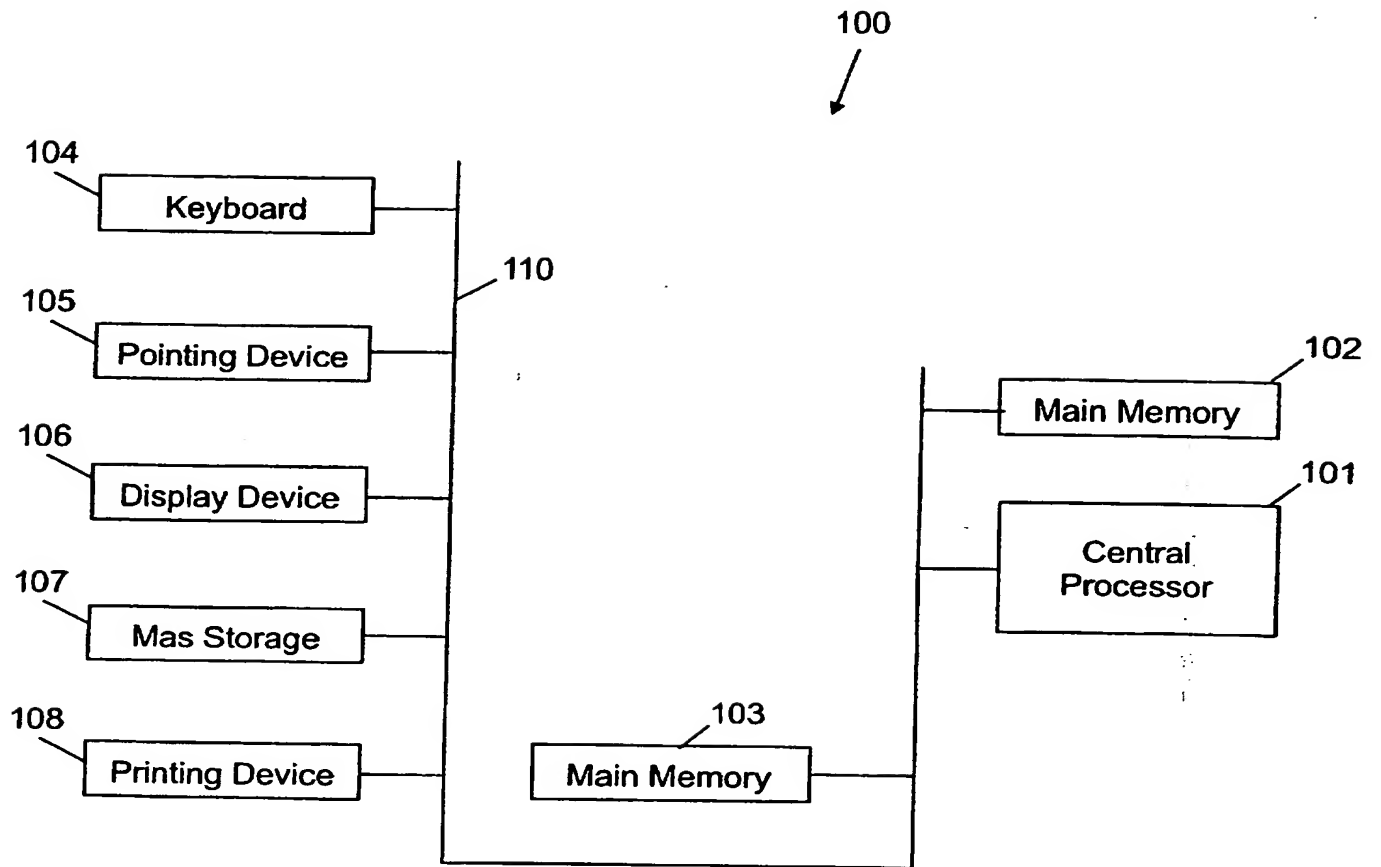 100
104
Keyboard
110
105
Pointing Device
102
Main Memory
106
Display Device
101
Central
Processor
107
Mas Storage
103
Main Memory
108
Printing Device